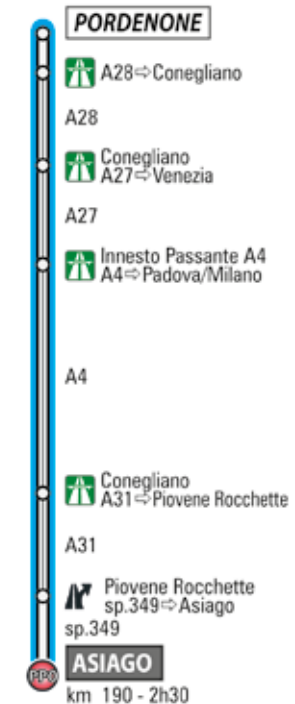 PORDENONE
A28⇨Conegliano
A28
Conegliano
A27⇨Venezia
A27
Innesto Passante A4
A4⇨Padova/Milano
A4
Conegliano
A31⇨Piovene Rocchette
A31
Piovene Rocchette
sp.349⇨Asiago
sp.349
PPO
ASIAGO
km 190 - 2h30